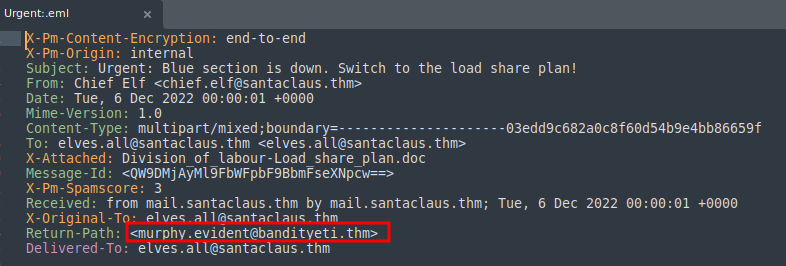 Urgent:.eml ×
X-Pm-Content-Encryption: end-to-end
X-Pm-Origin: internal
Subject: Urgent: Blue section is down. Switch to the load share plan!
From: Chief Elf <chief.elf@santaclaus.thm>
Date: Tue, 6 Dec 2022 00:00:01 +0000
Mime-Version: 1.0
Content-Type: multipart/mixed;boundary=---------------------03edd9c682a0c8f60d54b9e4bb86659f
To: elves.all@santaclaus.thm <elves.all@santaclaus.thm>
X-Attached: Division_of_labour-Load_share_plan.doc
Message-Id: <QW9DMjAyMl9FbWFpbF9BbmFseXNpcw==>
X-Pm-Spamscore: 3
Received: from mail.santaclaus.thm by mail.santaclaus.thm; Tue, 6 Dec 2022 00:00:01 +0000
X-Original-To: elves.all@santaclaus.thm
Return-Path: <murphy.evident@bandityeti.thm>
Delivered-To: elves.all@santaclaus.thm